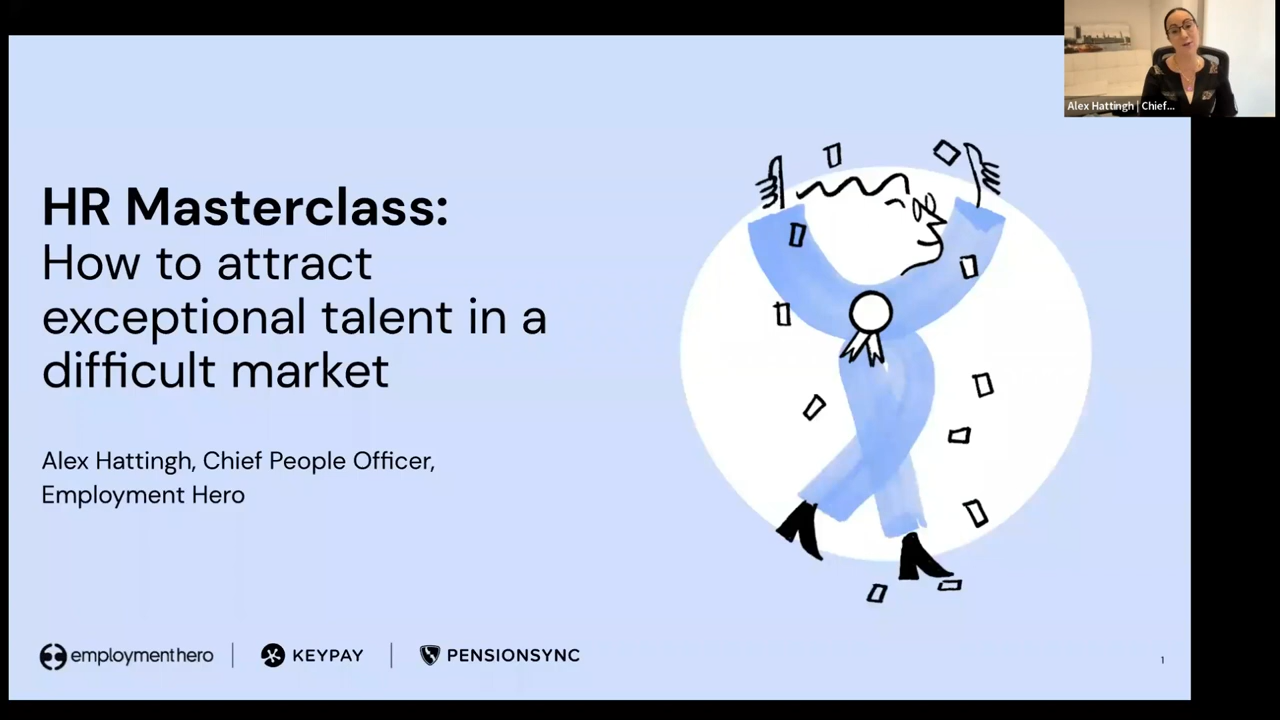 Alex Hattingh | Chief...
HR Masterclass:
How to attract
exceptional talent in a
difficult market
Alex Hattingh, Chief People Officer,
Employment Hero
employmenthero
KEYPAY
PENSIONSYNC
1